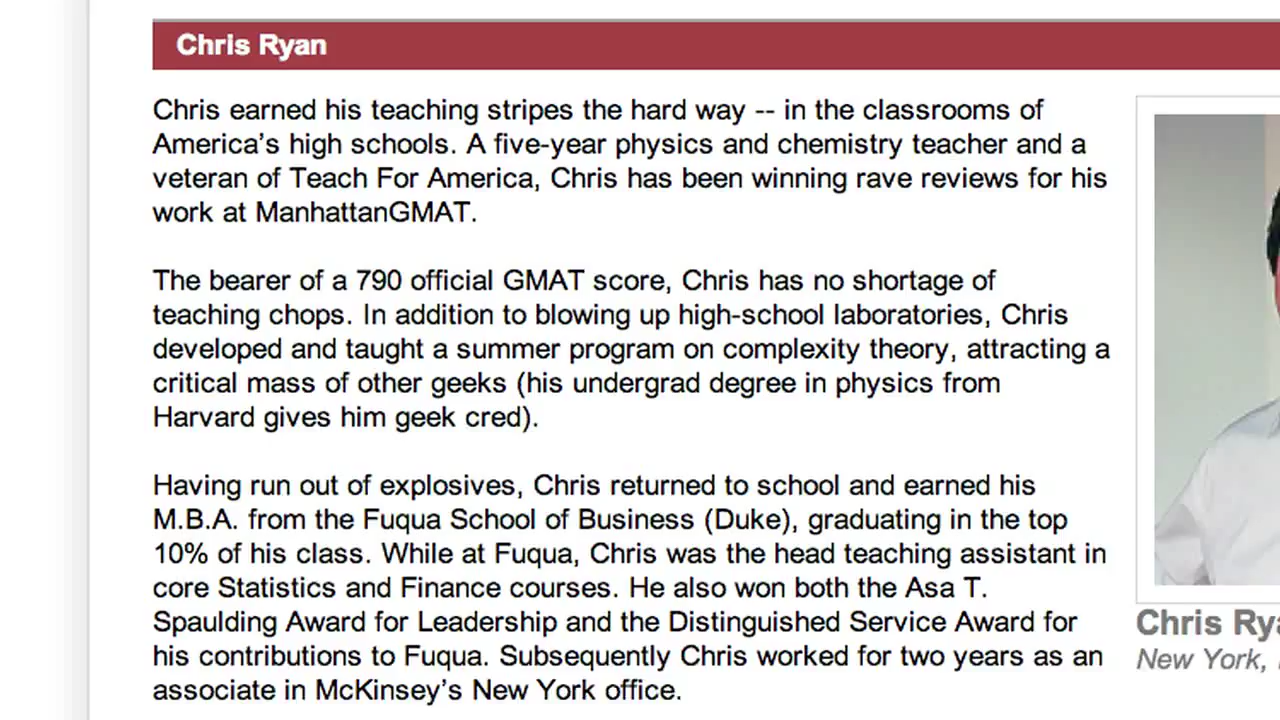 Chris Ryan
Chris earned his teaching stripes the hard way -- in the classrooms of
America's high schools. A five-year physics and chemistry teacher and a
veteran of Teach For America, Chris has been winning rave reviews for his
work at ManhattanGMAT.
The bearer of a 790 official GMAT score, Chris has no shortage of
teaching chops. In addition to blowing up high-school laboratories, Chris
developed and taught a summer program on complexity theory, attracting a
critical mass of other geeks (his undergrad degree in physics from
Harvard gives him geek cred).
Having run out of explosives, Chris returned to school and earned his
M.B.A. from the Fuqua School of Business (Duke), graduating in the top
10% of his class. While at Fuqua, Chris was the head teaching assistant in
core Statistics and Finance courses. He also won both the Asa T.
Spaulding Award for Leadership and the Distinguished Service Award for
his contributions to Fuqua. Subsequently Chris worked for two years as an
associate in McKinsey's New York office.
Chris
New York,